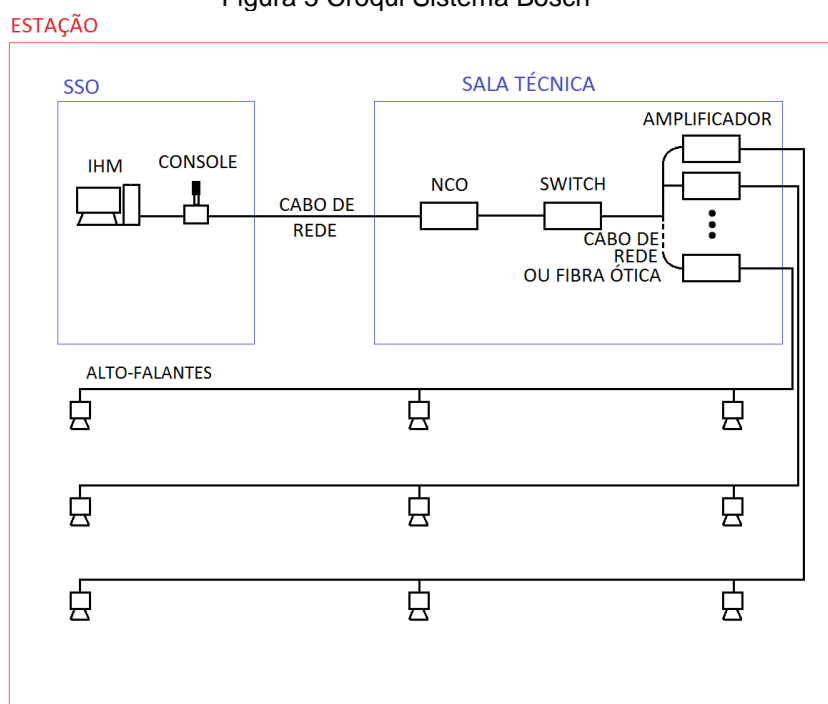 Figura 3 Croqui Sistema Bosch
ESTAÇÃO
SSO
SALA TÉCNICA
AMPLIFICADOR
IHM
CONSOLE
NCO
SWITCH
CABO DE
REDE
CABO DE
REDE
OU FIBRA ÓTICA
ALTO-FALANTES